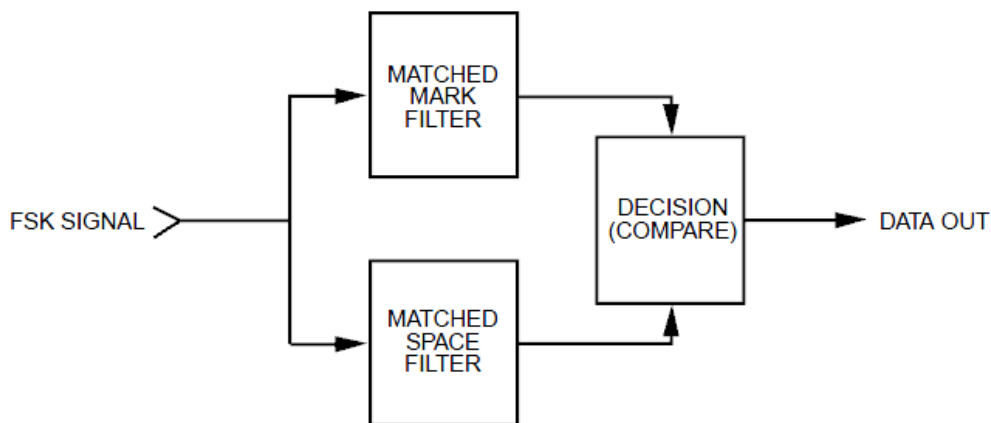 MATCHED
MARK
FILTER
FSK SIGNAL
DECISION
(COMPARE)
DATA OUT
MATCHED
SPACE
FILTER